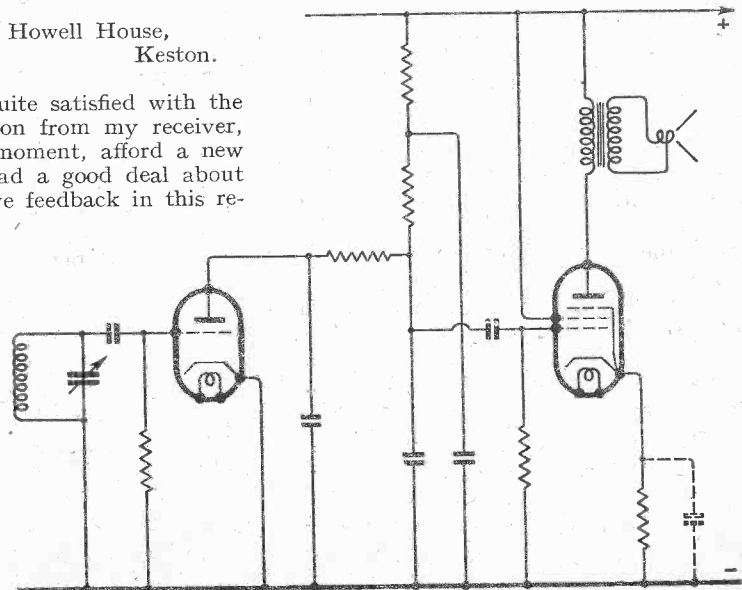 Howell House,
Keston.
uite satisfied with the
on from my receiver,
moment, afford a new
ad a good deal about
ve feedback in this re-
+
−